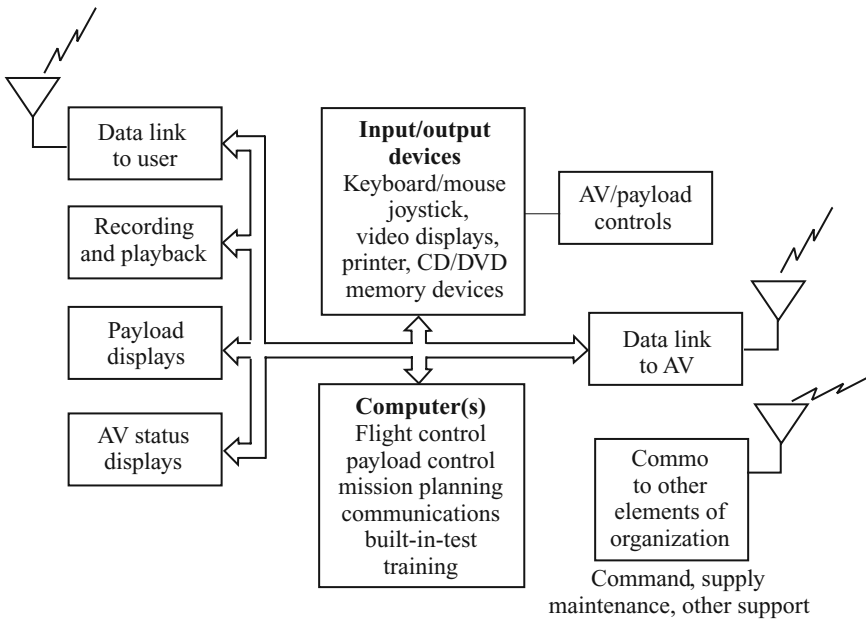 Data link
to user
Recording
and playback
Payload
displays
AV status
displays
Input/output
devices
Keyboard/mouse
joystick,
video displays,
printer, CD/DVD
memory devices
Computer(s)
Flight control
payload control
mission planning
communications
built-in-test
training
AV/payload
controls
Data link
to AV
Commo
to other
elements of
organization
Command, supply
maintenance, other support